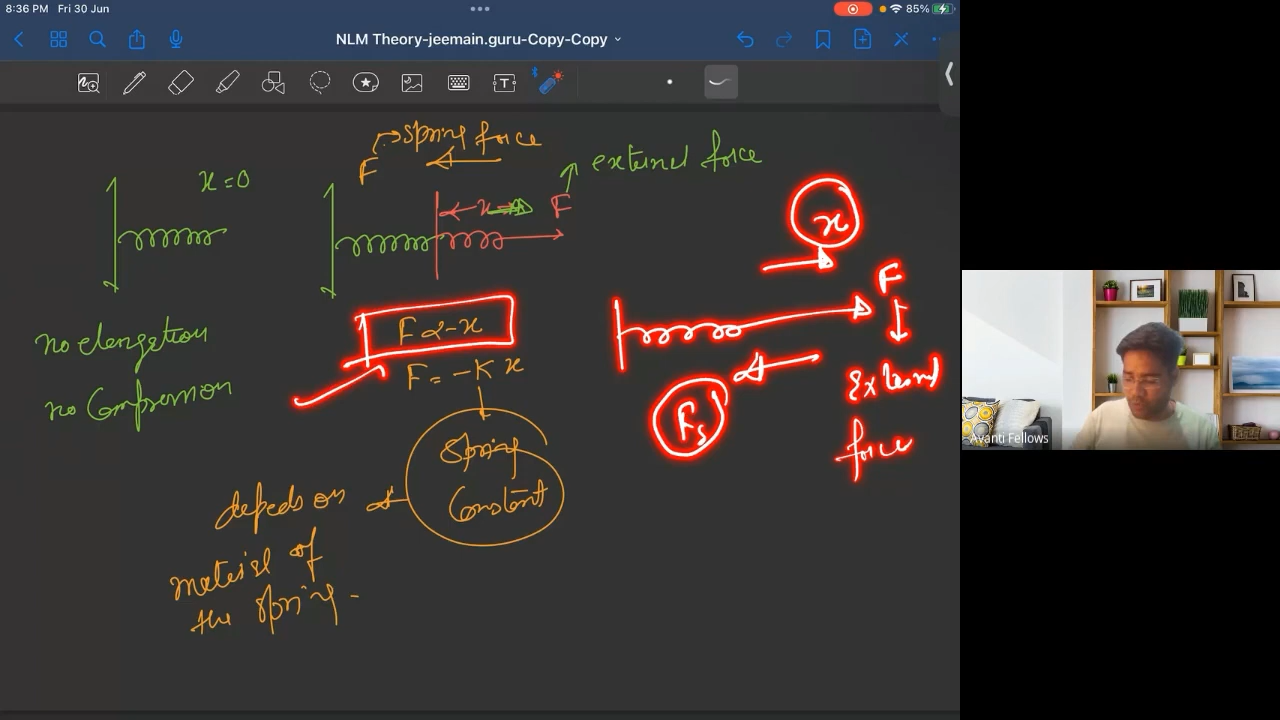 8:36 PM Fri 30 Jun
85%
NLM Theory-jeemain.guru-Copy-Copy
Spring force
F
external force
x=0
x
F
x
F
no elongation
no Compression
F ∝ -x
F = -K x
External
force
Fs
Spring
Constant
depends on
material of
the spring
Avanti Fellows